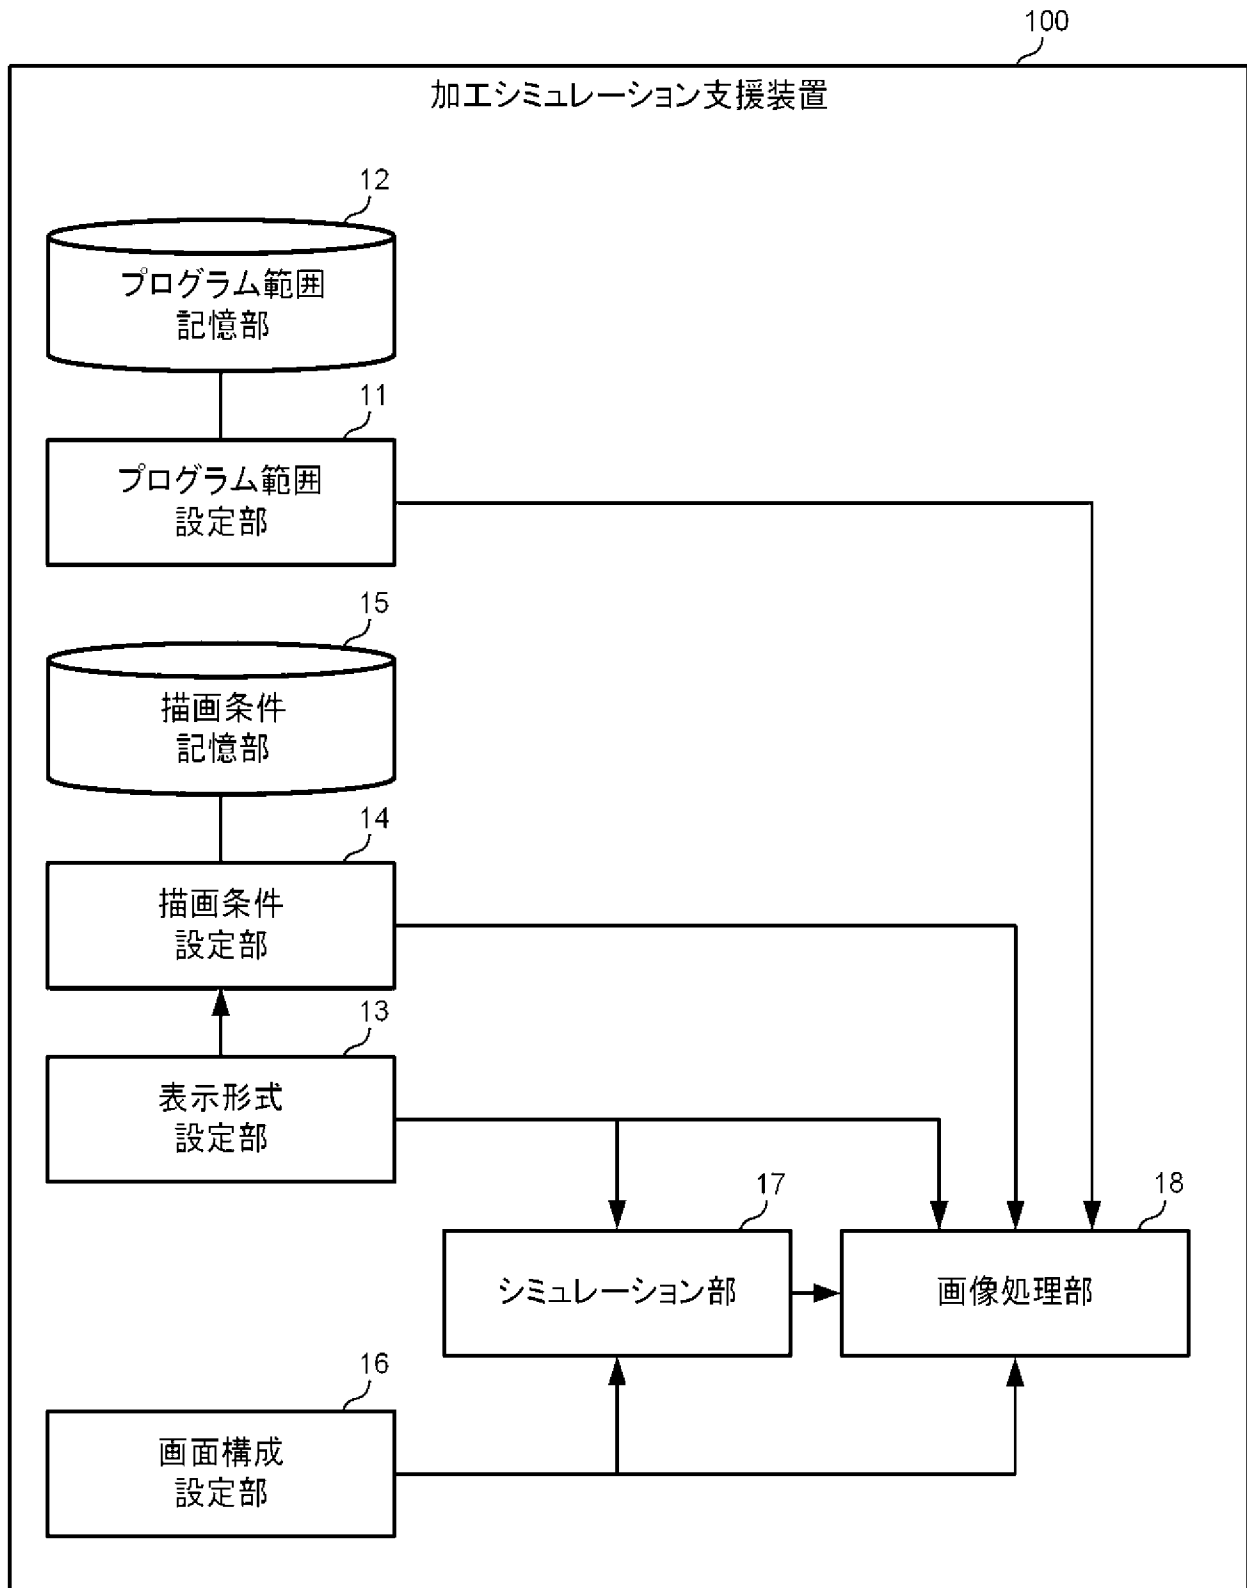 100
加工シミュレーション支援装置
12
プログラム範囲
記憶部
11
プログラム範囲
設定部
15
描画条件
記憶部
14
描画条件
設定部
13
表示形式
設定部
17
シミュレーション部
18
画像処理部
16
画面構成
設定部